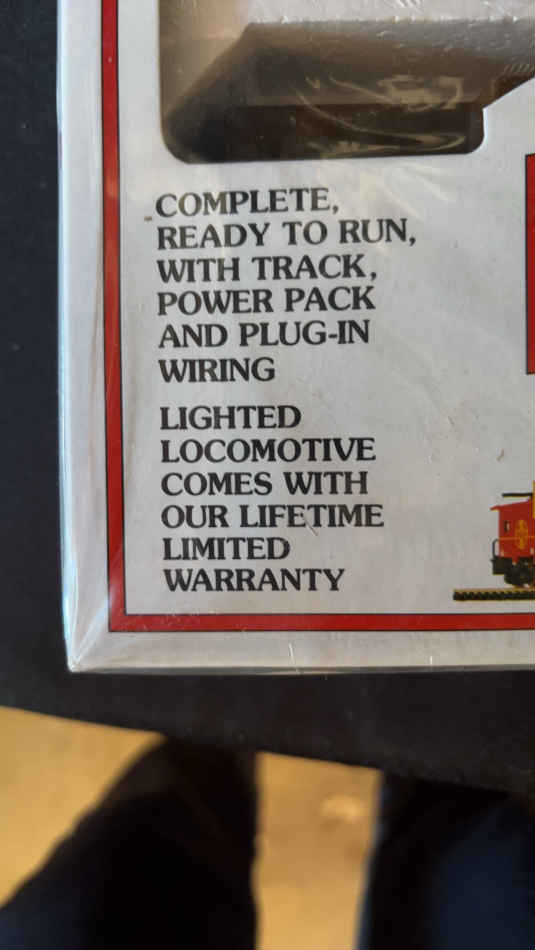 COMPLETE,
READY TO RUN,
WITH TRACK,
POWER PACK
AND PLUG-IN
WIRING
LIGHTED
LOCOMOTIVE
COMES WITH
OUR LIFETIME
LIMITED
WARRANTY